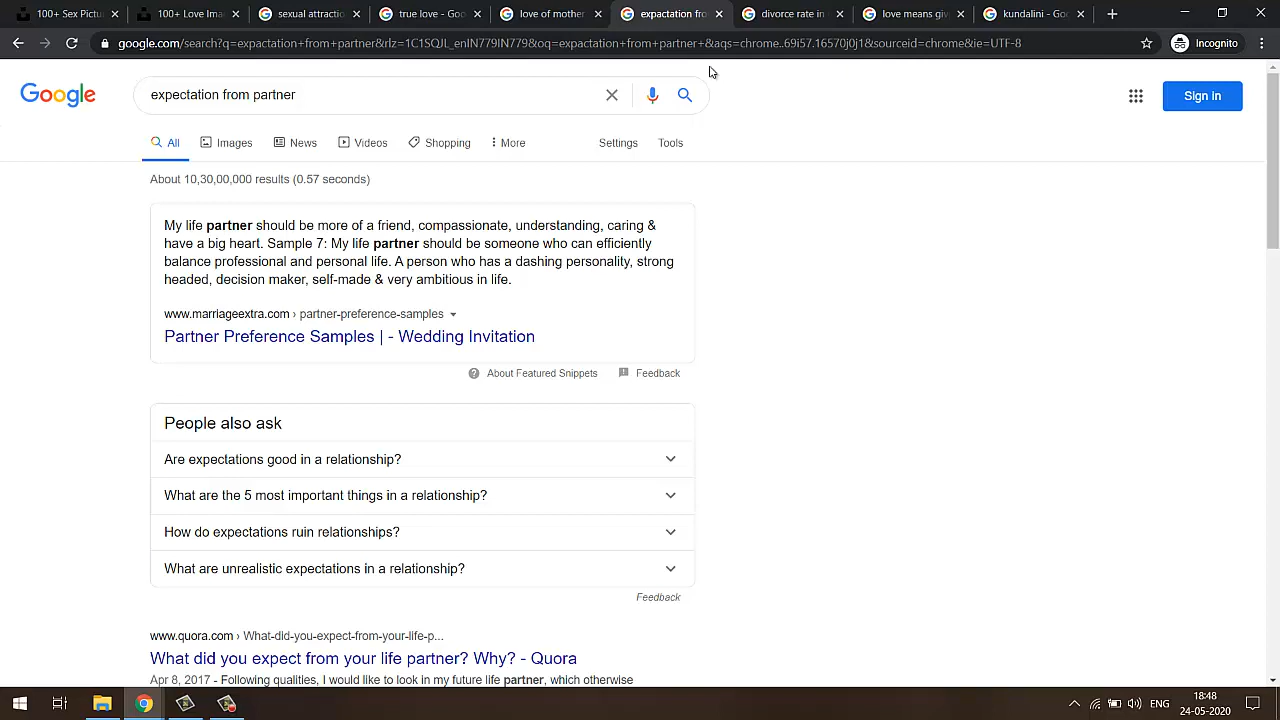 100+ Sex Pictu
100+ Love Ima
sexual attractio
true love - Goo
love of mother
expactation fro
divorce rate in
love means giv
kundalini - Goo
google.com/search?q=expactation+from+partner&rlz=1C1SQJL_enIN779IN779&oq=expactation+from+partner+&aqs=chrome..69i57.16570j0j1&sourceid=chrome&ie=UTF-8
Incognito
Google
expectation from partner
Sign in
All
Images
News
Videos
Shopping
More
Settings
Tools
About 10,30,00,000 results (0.57 seconds)
My life partner should be more of a friend, compassionate, understanding, caring &
have a big heart. Sample 7: My life partner should be someone who can efficiently
balance professional and personal life. A person who has a dashing personality, strong
headed, decision maker, self-made & very ambitious in life.
www.marriageextra.com › partner-preference-samples
Partner Preference Samples | - Wedding Invitation
About Featured Snippets
Feedback
People also ask
Are expectations good in a relationship?
What are the 5 most important things in a relationship?
How do expectations ruin relationships?
What are unrealistic expectations in a relationship?
Feedback
www.quora.com › What-did-you-expect-from-your-life-p...
What did you expect from your life partner? Why? - Quora
Apr 8, 2017 - Following qualities, I would like to look in my future life partner, which otherwise
ENG
18:48
24-05-2020